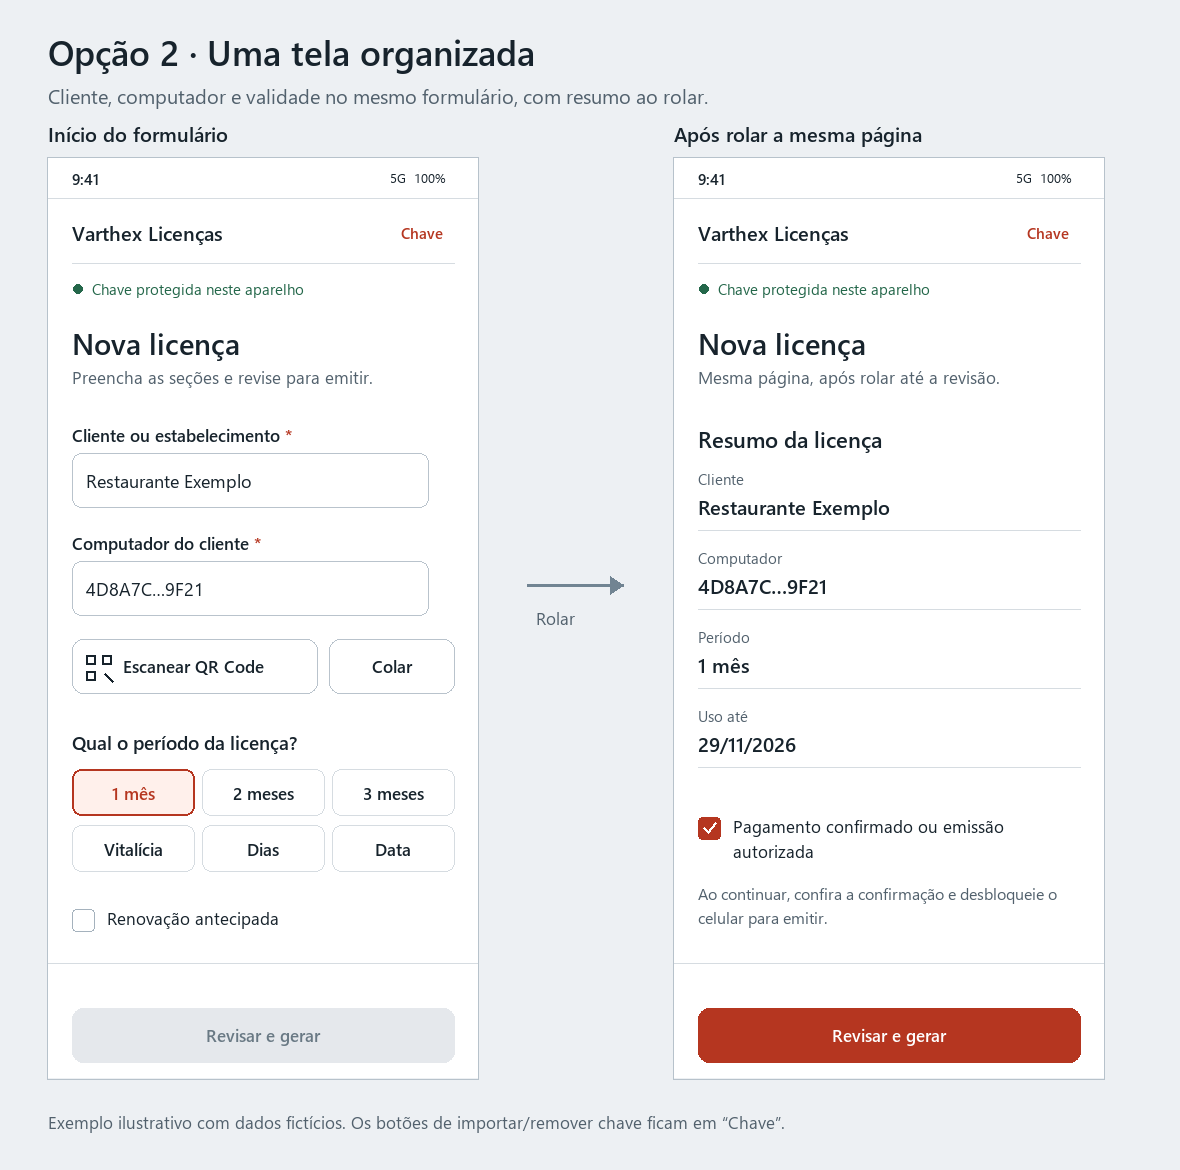 Opção 2 · Uma tela organizada
Cliente, computador e validade no mesmo formulário, com resumo ao rolar.
Início do formulário
9:41
5G 100%
Varthex Licenças
Chave
Chave protegida neste aparelho
Nova licença
Preencha as seções e revise para emitir.
Cliente ou estabelecimento *
Restaurante Exemplo
Computador do cliente *
4D8A7C...9F21
Escanear QR Code
Colar
Qual o período da licença?
1 mês
2 meses
3 meses
Vitalícia
Dias
Data
Renovação antecipada
Revisar e gerar
Rolar
Após rolar a mesma página
9:41
5G 100%
Varthex Licenças
Chave
Chave protegida neste aparelho
Nova licença
Mesma página, após rolar até a revisão.
Resumo da licença
Cliente
Restaurante Exemplo
Computador
4D8A7C...9F21
Período
1 mês
Uso até
29/11/2026
Pagamento confirmado ou emissão
autorizada
Ao continuar, confira a confirmação e desbloqueie o
celular para emitir.
Revisar e gerar
Exemplo ilustrativo com dados fictícios. Os botões de importar/remover chave ficam em “Chave”.